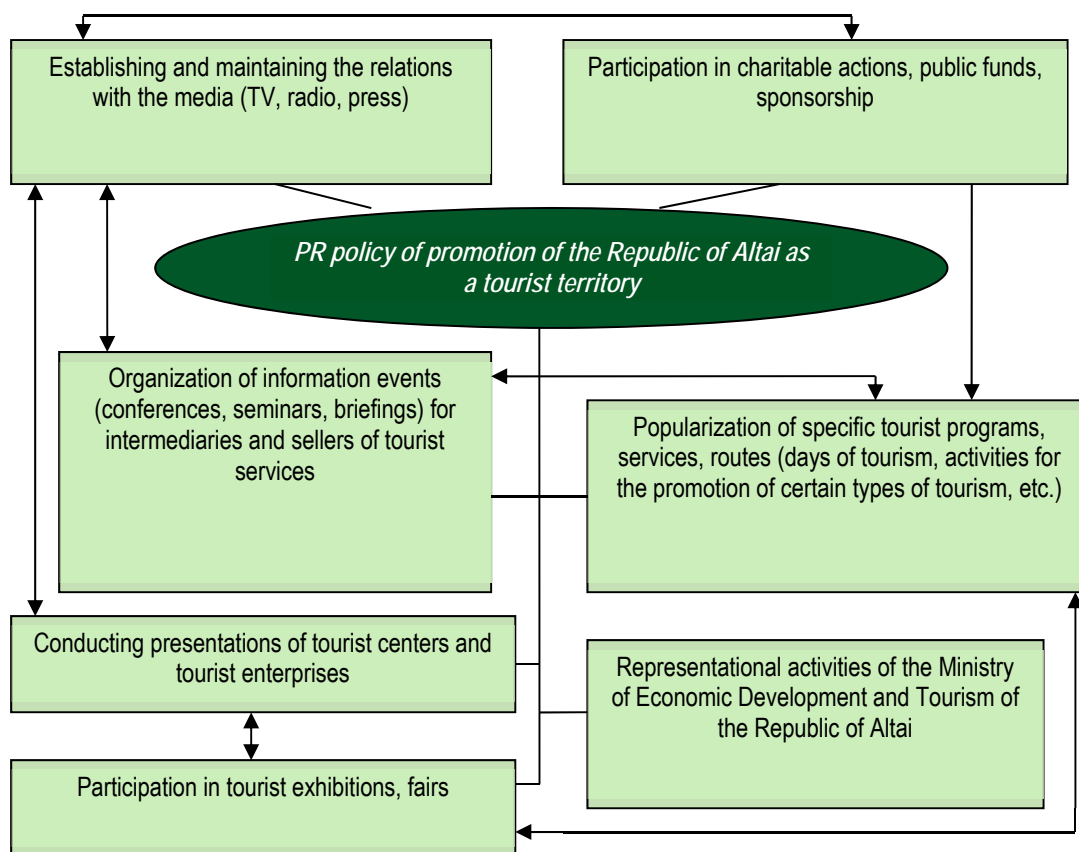 Establishing and maintaining the relations
with the media (TV, radio, press)
Participation in charitable actions, public funds,
sponsorship
PR policy of promotion of the Republic of Altai as
a tourist territory
Organization of information events
(conferences, seminars, briefings) for
intermediaries and sellers of tourist
services
Popularization of specific tourist programs,
services, routes (days of tourism, activities for
the promotion of certain types of tourism, etc.)
Conducting presentations of tourist centers and
tourist enterprises
Representational activities of the Ministry
of Economic Development and Tourism of
the Republic of Altai
Participation in tourist exhibitions, fairs